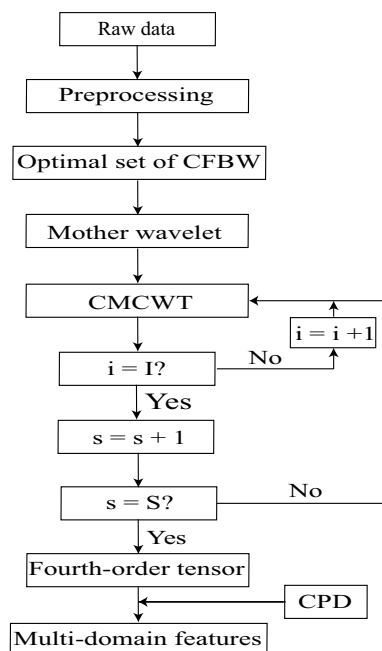 Raw data
Preprocessing
Optimal set of CFBW
Mother wavelet
CMCWT
i = i +1
i = I?
No
Yes
s = s + 1
s = S?
No
Yes
Fourth-order tensor
CPD
Multi-domain features